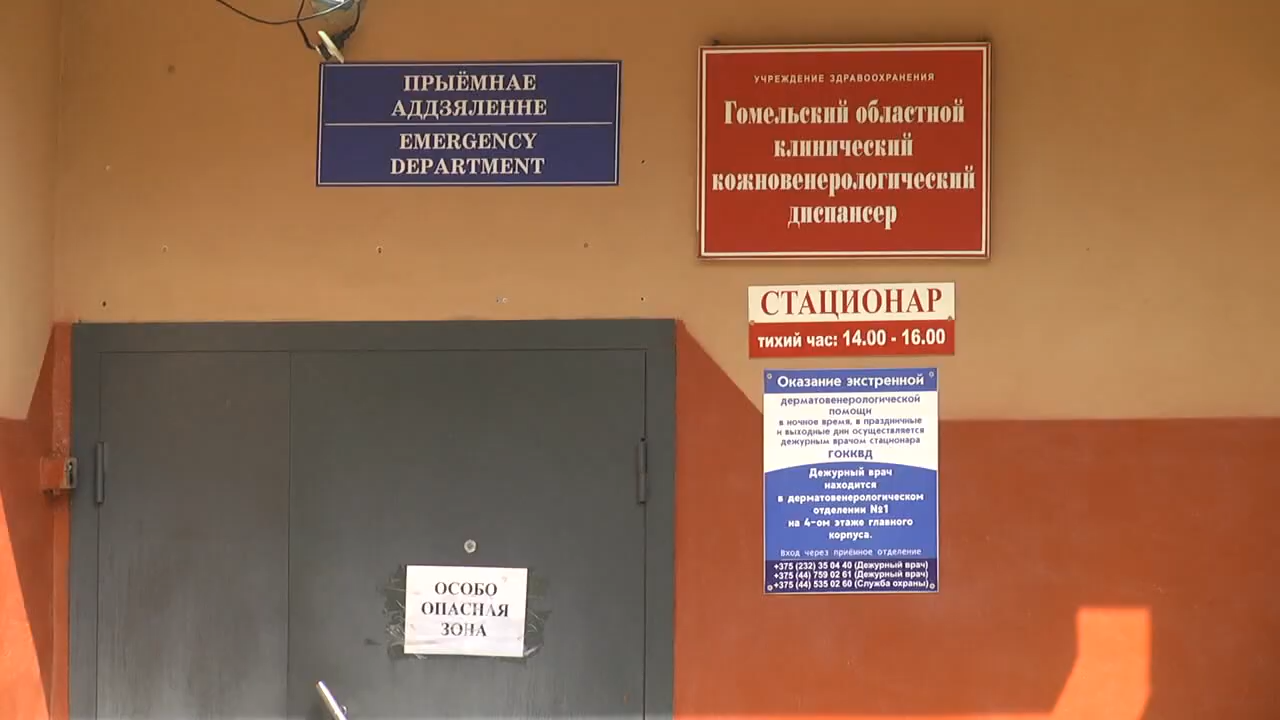 ПРЫЁМНАЕ
АДДЗЯЛЕННЕ
EMERGENCY
DEPARTMENT
УЧРЕЖДЕНИЕ ЗДРАВООХРАНЕНИЯ
Гомельский областной
клинический
кожновенерологический
диспансер
СТАЦИОНАР
ТИХИЙ ЧАС: 14.00 - 16.00
Оказание экстренной
дерматовенерологической
помощи
в ночное время, в праздничные
и выходные дни осуществляется
дежурным врачом стационара
ГОККВД
Дежурный врач
находится
в дерматовенерологическом
отделении №1
на 4-ом этаже главного
корпуса.
Вход через приёмное отделение
+375 (232) 35 04 40 (Дежурный врач)
+375 (44) 759 02 61 (Дежурный врач)
+375 (44) 535 02 60 (Служба охраны)
ОСОБО
ОПАСНАЯ
ЗОНА